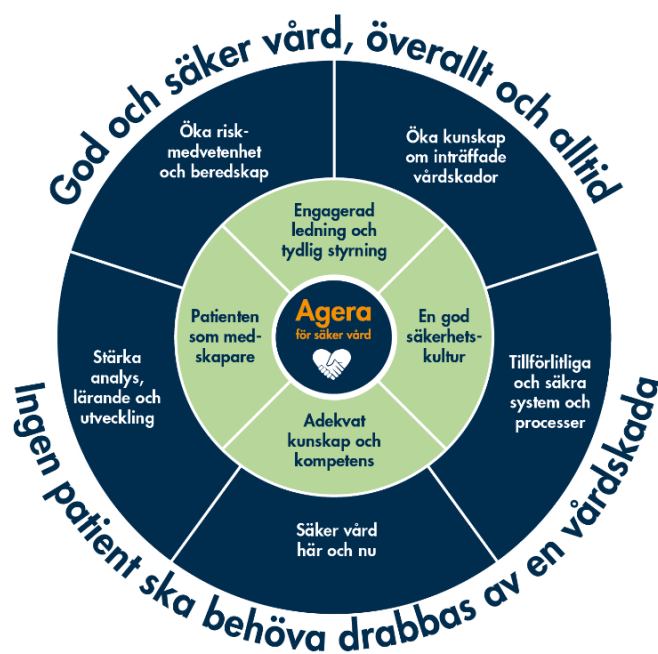 God och säker vård, överallt och alltid
Öka risk-
medvetenhet
och beredskap
Öka kunskap
om inträffade
vårdskador
Engagerad
ledning och
tydlig styrning
Patienten
som med-
skapare
Agera
för säker vård
En god
säkerhets-
kultur
Stärka
analys,
lärande och
utveckling
Tillförlitliga
och säkra
system och
processer
Adekvat
kunskap och
kompetens
Säker vård
här och nu
Ingen patient ska behöva drabbas av en vårdskada